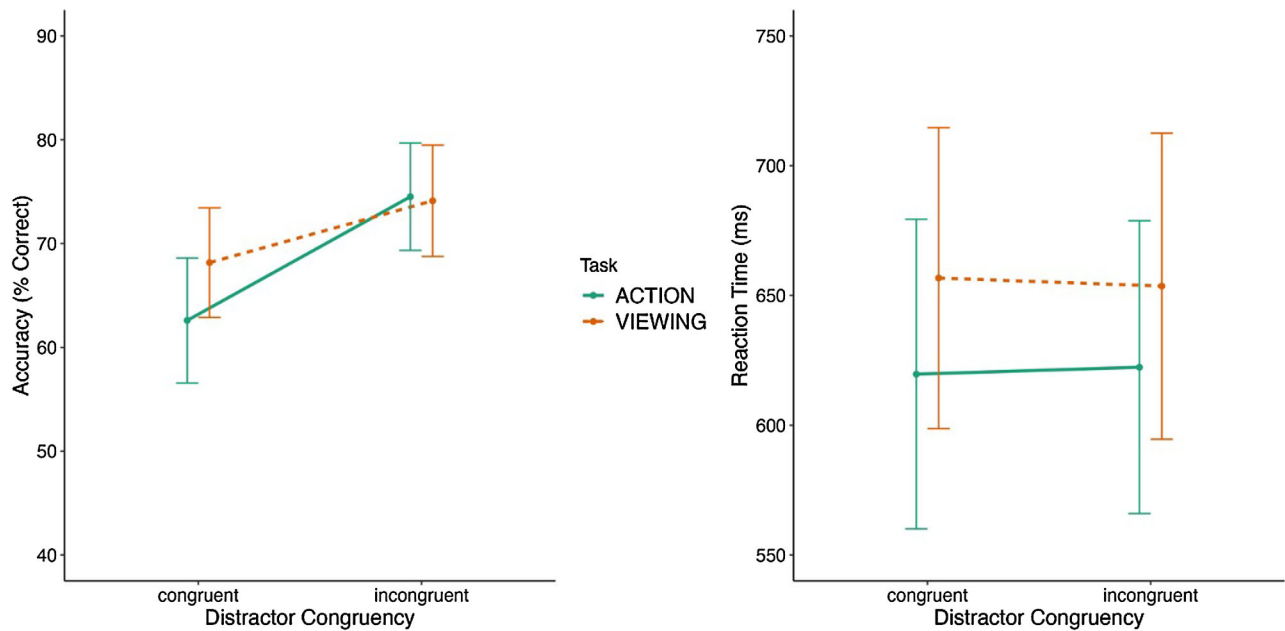 90
80
70
60
50
40
Accuracy (% Correct)
congruent
incongruent
Distractor Congruency
Task
ACTION
VIEWING
750
700
650
600
550
Reaction Time (ms)
congruent
incongruent
Distractor Congruency